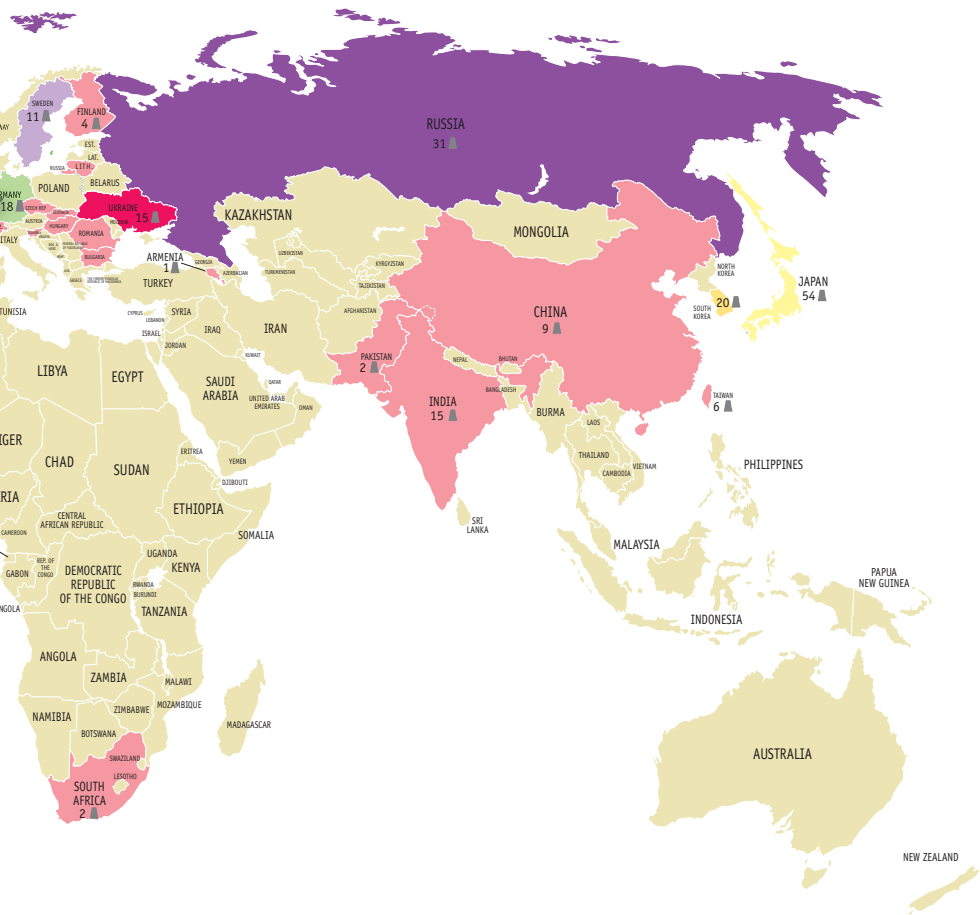 SWEDEN
11
FINLAND
4
RUSSIA
31
EST.
LAT.
RUSSIA
LITH.
POLAND
BELARUS
18
CZECH REP
UKRAINE
15
AUSTRIA
HUNGARY
ROMANIA
BULGARIA
ITALY
ARMENIA
1
GEORGIA
AZERBAIJAN
TURKEY
KAZAKHSTAN
UZBEKISTAN
TURKMENISTAN
KYRGYZSTAN
TAJIKISTAN
AFGHANISTAN
MONGOLIA
CHINA
9
NORTH
KOREA
SOUTH
KOREA
20
JAPAN
54
CYPRUS
LEBANON
SYRIA
ISRAEL
JORDAN
IRAQ
IRAN
KUWAIT
QATAR
SAUDI
ARABIA
UNITED ARAB
EMIRATES
OMAN
YEMEN
PAKISTAN
2
INDIA
15
NEPAL
BHUTAN
BANGLADESH
BURMA
LAOS
THAILAND
CAMBODIA
VIETNAM
TAIWAN
6
PHILIPPINES
SRI
LANKA
MALAYSIA
INDONESIA
PAPUA
NEW GUINEA
AUSTRALIA
NEW ZEALAND
TUNISIA
LIBYA
EGYPT
IGER
CHAD
SUDAN
ERITREA
DJIBOUTI
ETHIOPIA
SOMALIA
RIA
CENTRAL
AFRICAN REPUBLIC
CAMEROON
GABON
REP. OF
THE
CONGO
DEMOCRATIC
REPUBLIC
OF THE CONGO
UGANDA
KENYA
RWANDA
BURUNDI
TANZANIA
NGOLA
ANGOLA
ZAMBIA
MALAWI
MOZAMBIQUE
ZIMBABWE
NAMIBIA
BOTSWANA
MADAGASCAR
SWAZILAND
LESOTHO
SOUTH
AFRICA
2